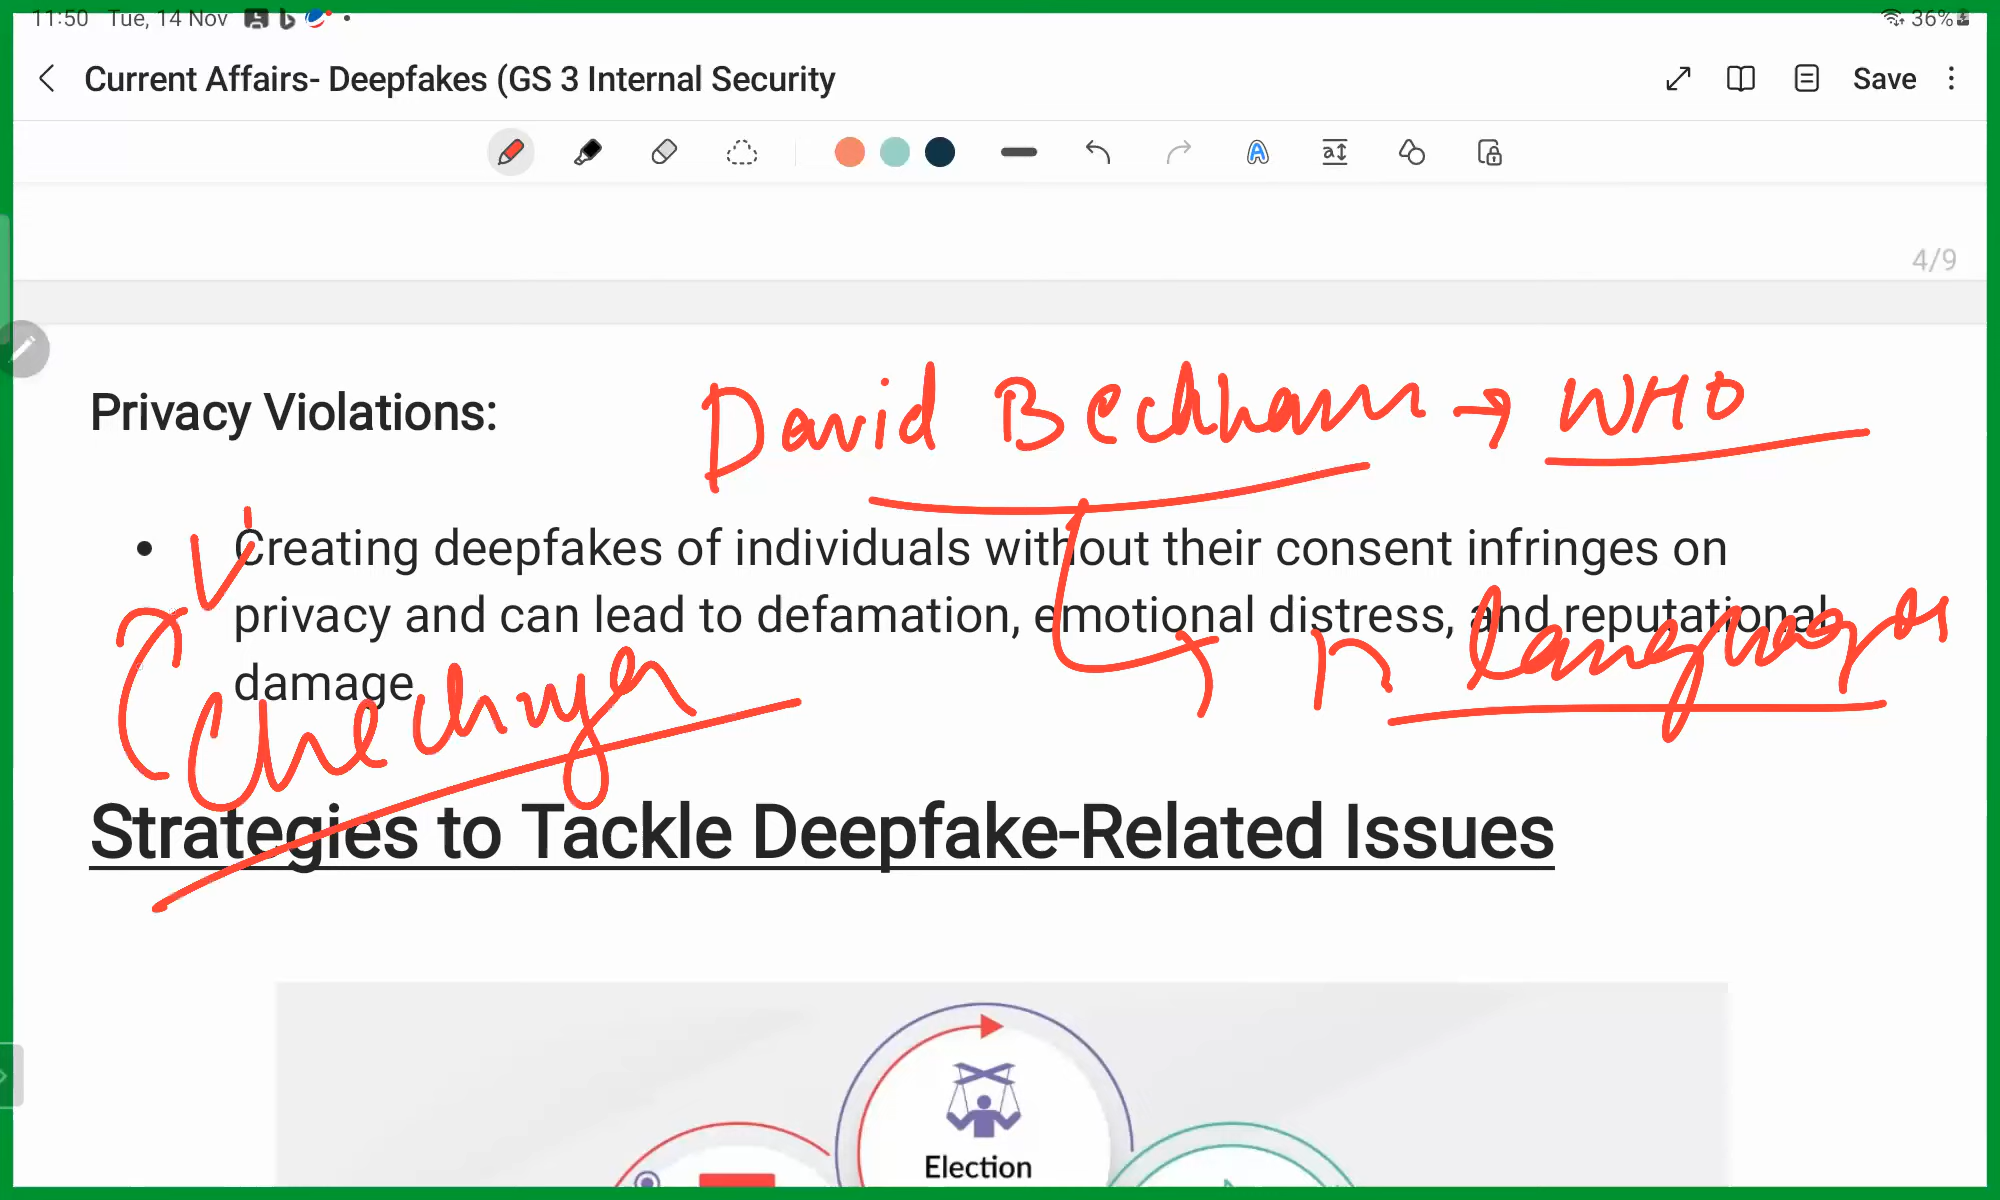 11:50 Tue, 14 Nov
36%
Current Affairs- Deepfakes (GS 3 Internal Security
Save
4/9
Privacy Violations:
David Beckham → WHO
• Creating deepfakes of individuals without their consent infringes on
privacy and can lead to defamation, emotional distress, and reputational
damage
languages
Strategies to Tackle Deepfake-Related Issues
Election